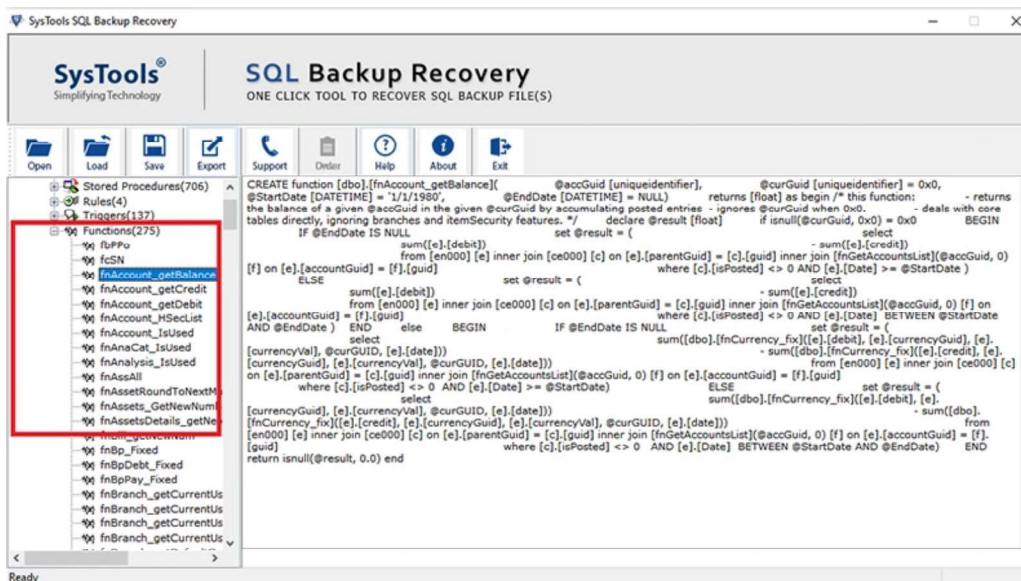 SysTools SQL Backup Recovery
SysTools®
Simplifying Technology
SQL Backup Recovery
ONE CLICK TOOL TO RECOVER SQL BACKUP FILE(S)
Open Load Save Export Support Order Help About Exit
Stored Procedures(706)
Rules(4)
Triggers(137)
Functions(275)
fbPPo
fcSN
fnAccount_getBalance
fnAccount_getCredit
fnAccount_getDebit
fnAccount_HSecList
fnAccount_IsUsed
fnAnaCat_IsUsed
fnAnalysis_IsUsed
fnAssAll
fnAssetRoundToNextM
fnAssets_GetNewNuml
fnAssetsDetails_getNe
fnBill_getNewNum
fnBp_Fixed
fnBpDebt_Fixed
fnBpPay_Fixed
fnBranch_getCurrentUs
fnBranch_getCurrentUs
fnBranch_getCurrentUs
fnBranch_getCurrentUs
CREATE function [dbo].[fnAccount_getBalance]( @accGuid [uniqueidentifier], @curGuid [uniqueidentifier] = 0x0,
@StartDate [DATETIME] = '1/1/1980', @EndDate [DATETIME] = NULL) returns [float] as begin /* this function: - returns
the balance of a given @accGuid in the given @curGuid by accumulating posted entries - ignores @curGuid when 0x0. - deals with core
tables directly, ignoring branches and itemSecurity features. */ declare @result [float] if isnull(@curGuid, 0x0) = 0x0 BEGIN
IF @EndDate IS NULL set @result = ( select
sum([e].[debit]) - sum([e].[credit])
from [en000] [e] inner join [ce000] [c] on [e].[parentGuid] = [c].[guid] inner join [fnGetAccountsList](@accGuid, 0)
[f] on [e].[accountGuid] = [f].[guid] where [c].[isPosted] <> 0 AND [e].[Date] >= @StartDate )
ELSE set @result = ( select
sum([e].[debit]) - sum([e].[credit])
from [en000] [e] inner join [ce000] [c] on [e].[parentGuid] = [c].[guid] inner join [fnGetAccountsList](@accGuid, 0) [f] on
[e].[accountGuid] = [f].[guid] where [c].[isPosted] <> 0 AND [e].[Date] BETWEEN @StartDate
AND @EndDate ) END else BEGIN IF @EndDate IS NULL set @result = (
select sum([dbo].[fnCurrency_fix]([e].[debit], [e].[currencyGuid], [e].
[currencyVal], @curGUID, [e].[date])) - sum([dbo].[fnCurrency_fix]([e].[credit], [e].
[currencyGuid], [e].[currencyVal], @curGUID, [e].[date])) from [en000] [e] inner join [ce000] [c]
on [e].[parentGuid] = [c].[guid] inner join [fnGetAccountsList](@accGuid, 0) [f] on [e].[accountGuid] = [f].[guid]
where [c].[isPosted] <> 0 AND [e].[Date] >= @StartDate) ELSE set @result = (
select sum([dbo].[fnCurrency_fix]([e].[debit], [e].
[currencyGuid], [e].[currencyVal], @curGUID, [e].[date])) - sum([dbo].
[fnCurrency_fix]([e].[credit], [e].[currencyGuid], [e].[currencyVal], @curGUID, [e].[date])) from
[en000] [e] inner join [ce000] [c] on [e].[parentGuid] = [c].[guid] inner join [fnGetAccountsList](@accGuid, 0) [f] on [e].[accountGuid] = [f].
[guid] where [c].[isPosted] <> 0 AND [e].[Date] BETWEEN @StartDate AND @EndDate) END
return isnull(@result, 0.0) end
Ready